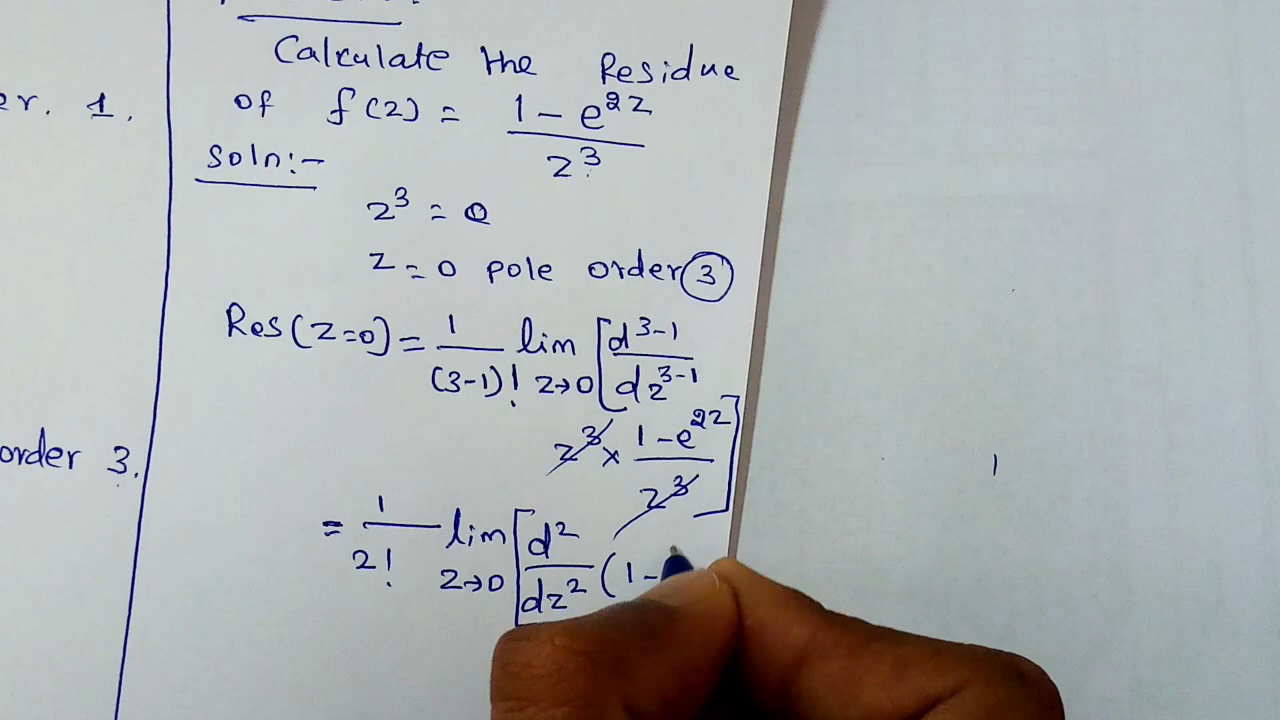 er. 1.
order 3.
Calculate the Residue
of f(z) = 1 - e^2z / z^3
Soln:-
z^3 = 0
z = 0 pole order 3
Res(z=0) = 1/(3-1)! lim z→0 [ d^3-1 / dz^3-1
z^3 × 1-e^2z / z^3 ]
= 1/2! lim z→0 [ d^2/dz^2 (1-